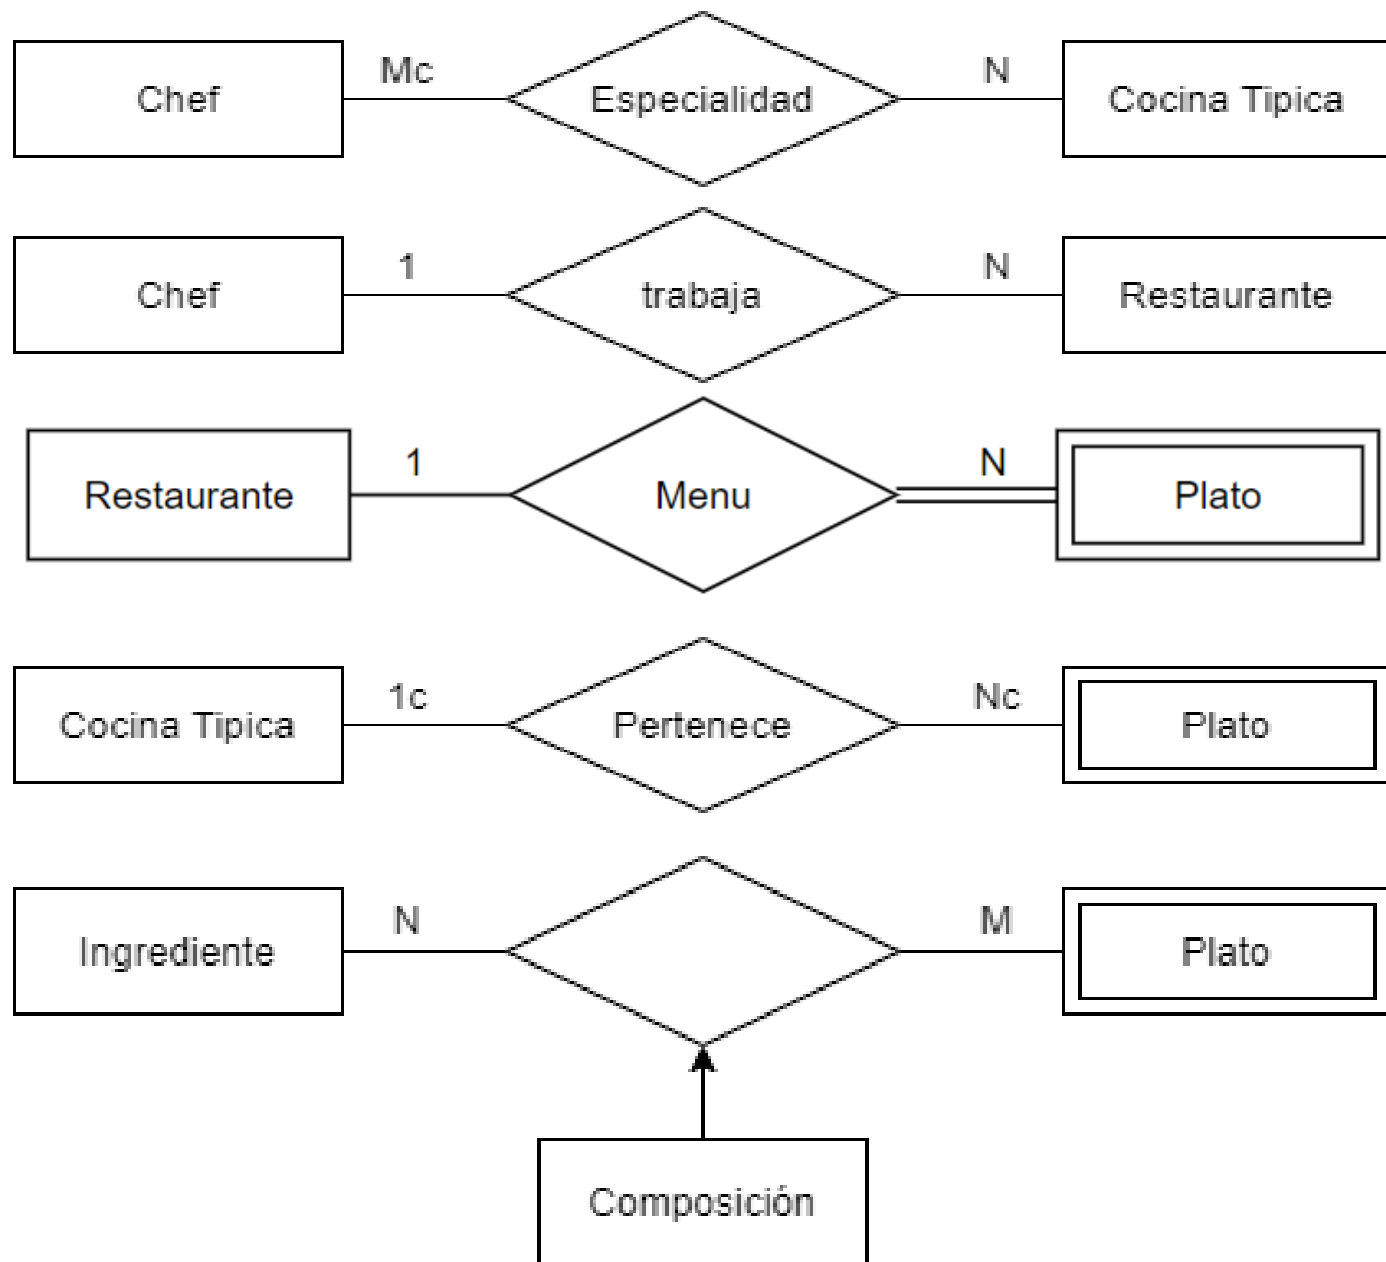 Chef Mc Especialidad N Cocina Tipica
Chef 1 trabaja N Restaurante
Restaurante 1 Menu N Plato
Cocina Tipica 1c Pertenece Nc Plato
Ingrediente N M Plato
Composición